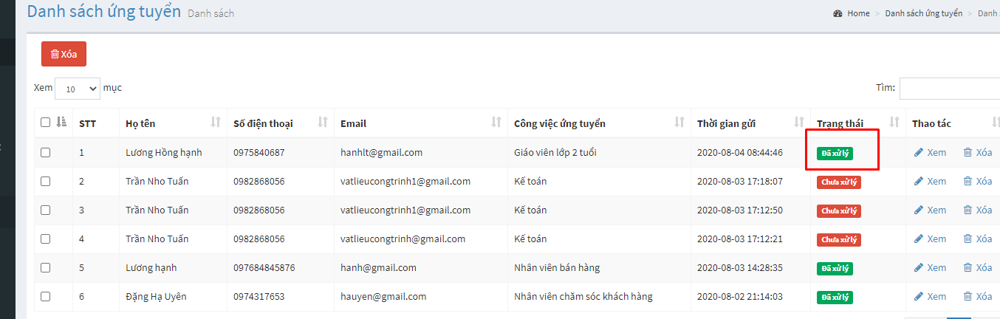 Danh sách ứng tuyển Danh sách
Home > Danh sách ứng tuyển > Danh
Xóa
Xem 10 mục
Tìm:
STT Họ tên Số điện thoại Email Công việc ứng tuyển Thời gian gửi Trạng thái Thao tác
1 Lương Hồng hạnh 0975840687 hanhlt@gmail.com Giáo viên lớp 2 tuổi 2020-08-04 08:44:46 Đã xử lý Xem Xóa
2 Trần Nho Tuấn 0982868056 vatlieucongtrinh1@gmail.com Kế toán 2020-08-03 17:18:07 Chưa xử lý Xem Xóa
3 Trần Nho Tuấn 0982868056 vatlieucongtrinh1@gmail.com Kế toán 2020-08-03 17:12:50 Chưa xử lý Xem Xóa
4 Trần Nho Tuấn 0982868056 vatlieucongtrinh@gmail.com Kế toán 2020-08-03 17:12:21 Chưa xử lý Xem Xóa
5 Lương hạnh 097684845876 hanh@gmail.com Nhân viên bán hàng 2020-08-03 14:28:35 Đã xử lý Xem Xóa
6 Đặng Hạ Uyên 0974317653 hauyen@gmail.com Nhân viên chăm sóc khách hàng 2020-08-02 21:14:03 Đã xử lý Xem Xóa